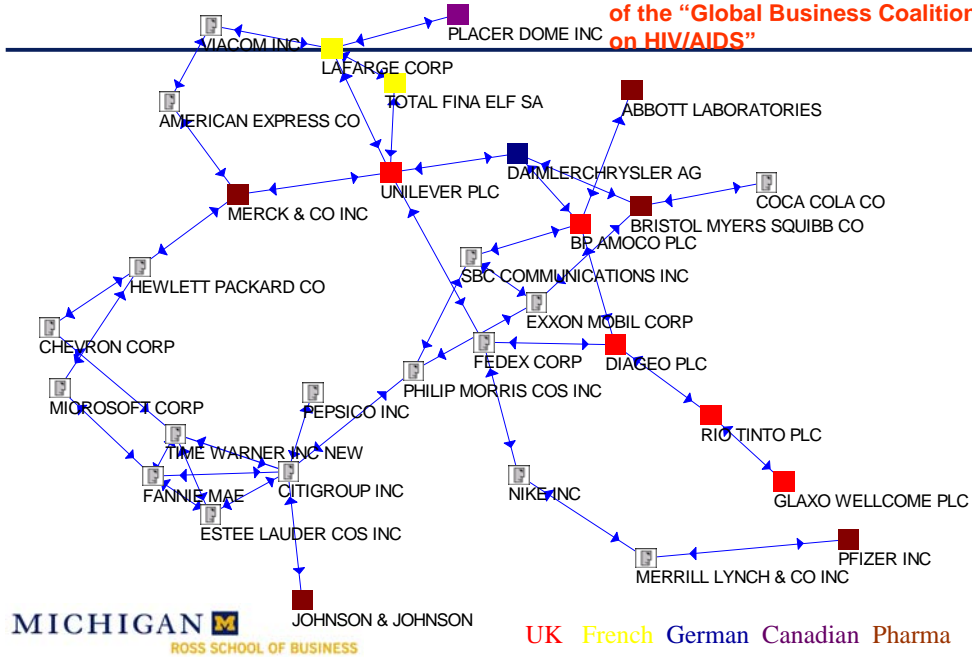 of the “Global Business Coalition
on HIV/AIDS”
PLACER DOME INC
VIACOM INC
LAFARGE CORP
TOTAL FINA ELF SA
ABBOTT LABORATORIES
AMERICAN EXPRESS CO
DAIMLERCHRYSLER AG
UNILEVER PLC
COCA COLA CO
MERCK & CO INC
BRISTOL MYERS SQUIBB CO
BP AMOCO PLC
SBC COMMUNICATIONS INC
HEWLETT PACKARD CO
EXXON MOBIL CORP
CHEVRON CORP
FEDEX CORP
DIAGEO PLC
PHILIP MORRIS COS INC
MICROSOFT CORP
PEPSICO INC
RIO TINTO PLC
TIME WARNER INC NEW
CITIGROUP INC
NIKE INC
FANNIE MAE
GLAXO WELLCOME PLC
ESTEE LAUDER COS INC
PFIZER INC
MERRILL LYNCH & CO INC
JOHNSON & JOHNSON
MICHIGAN M
ROSS SCHOOL OF BUSINESS
UK French German Canadian Pharma